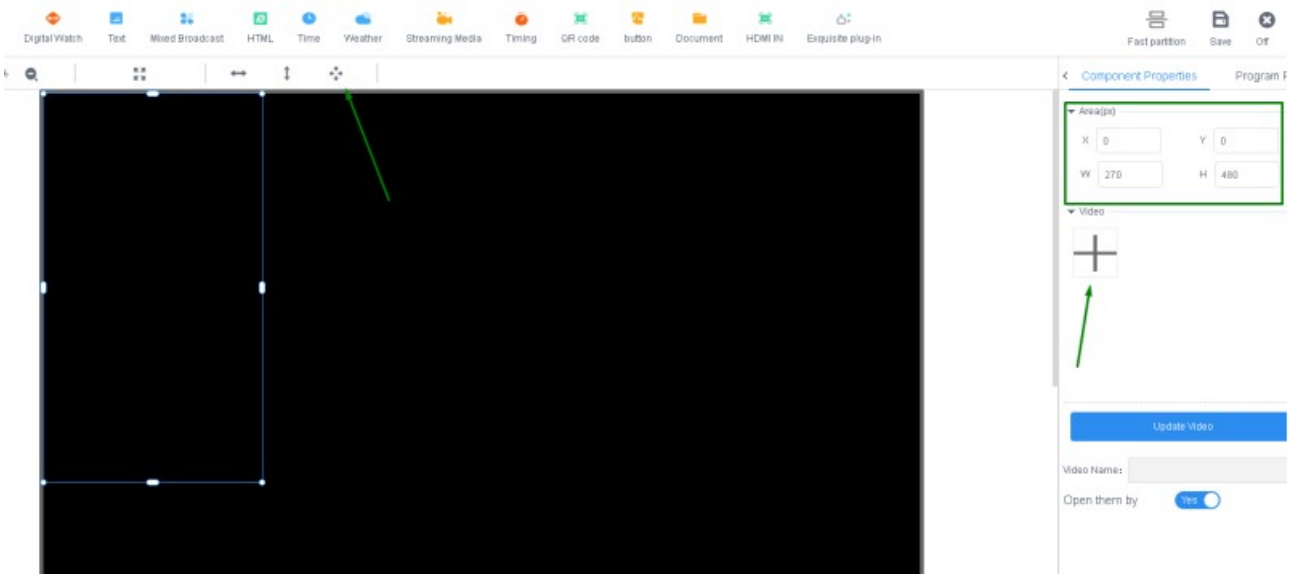 Digital Watch Text Mixed Broadcast HTML Time Weather Streaming Media Timing QR code button Document HDMI IN Exquisite plug-in Fast partition Save Off
Component Properties Program
Area(px)
X 0 Y 0
W 270 H 480
Video
Update Video
Video Name:
Open them by Yes